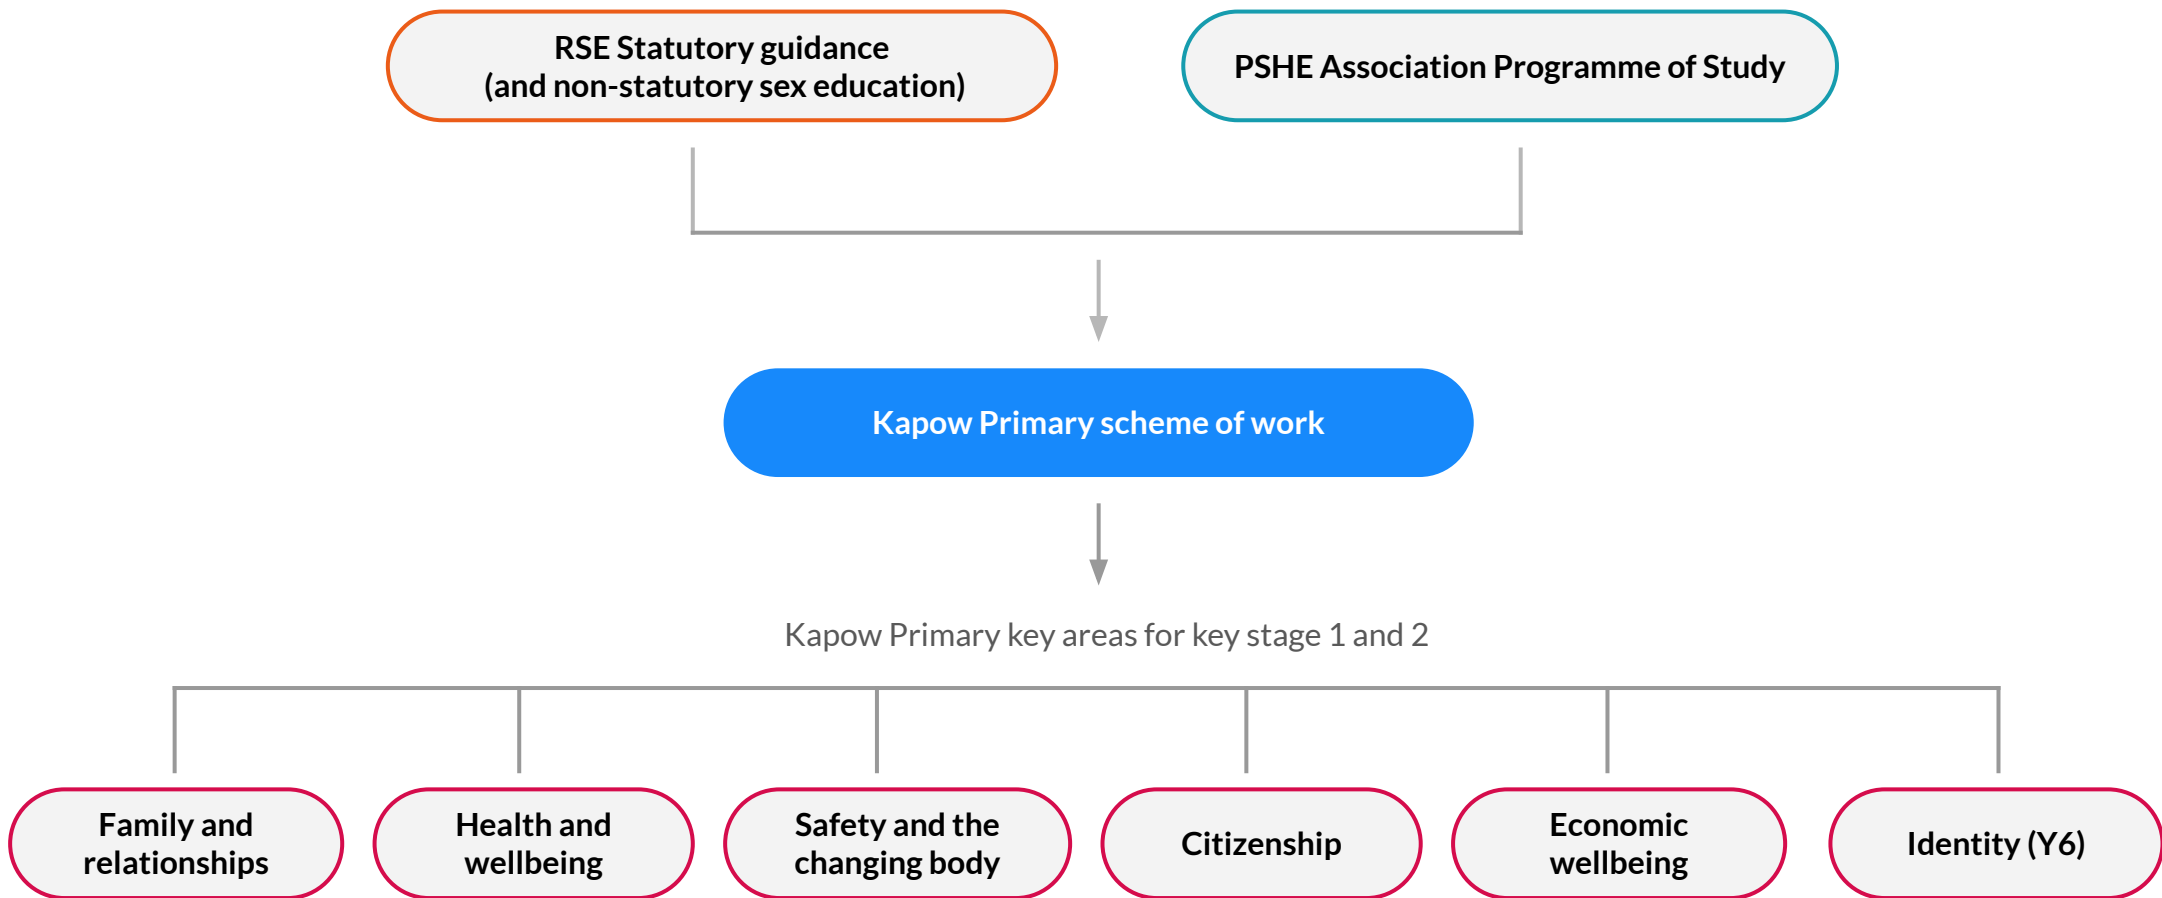 RSE Statutory guidance
(and non-statutory sex education)
PSHE Association Programme of Study
Kapow Primary scheme of work
Kapow Primary key areas for key stage 1 and 2
Family and
relationships
Health and
wellbeing
Safety and the
changing body
Citizenship
Economic
wellbeing
Identity (Y6)